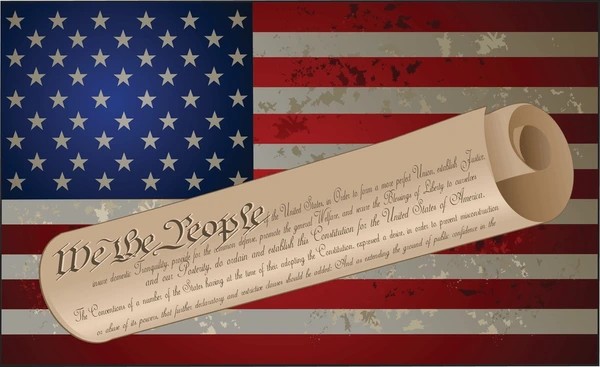 We The People of the United States, in Order to form a more perfect Union, establish Justice,
insure domestic Tranquility, provide for the common defense, promote the general Welfare, and secure the Blessings of Liberty to ourselves
and our Posterity, do ordain and establish this Constitution for the United States of America.
The Conventions of a number of the States having at the time of their adopting the Constitution, expressed a desire, in order to prevent misconstruction
or abuse of its powers, that further declaratory and restrictive clauses should be added: And as extending the ground of public confidence in the